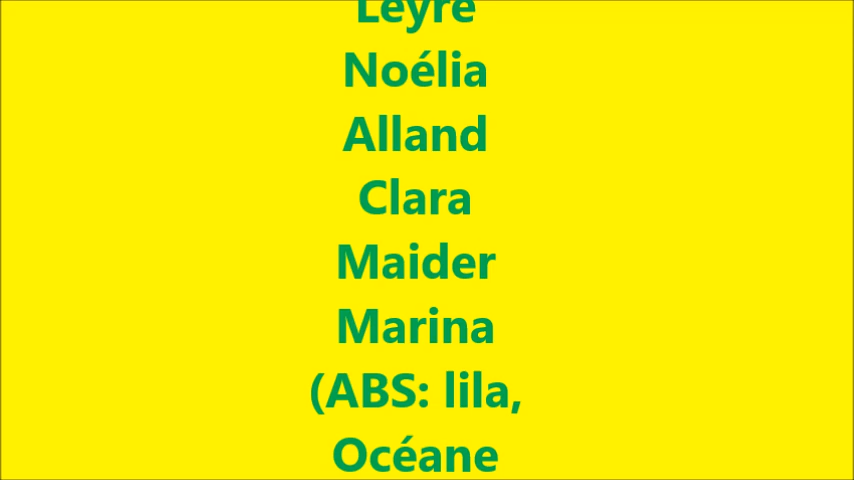 Leyre
Noélia
Alland
Clara
Maider
Marina
(ABS: lila,
Océane